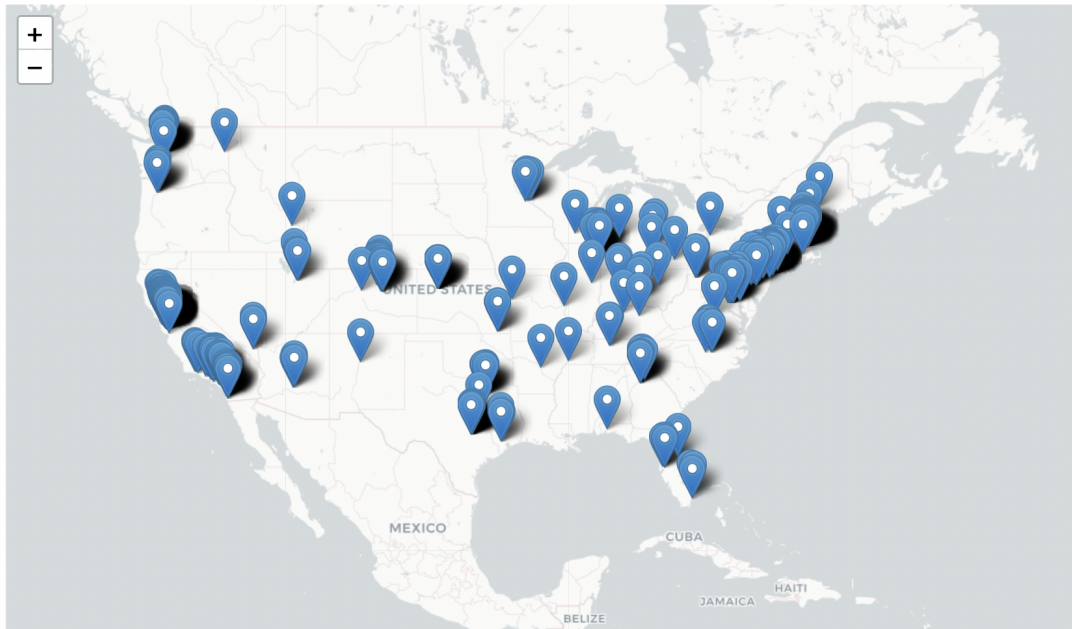 +
−
UNITED STATES
MEXICO
CUBA
HAITI
JAMAICA
BELIZE